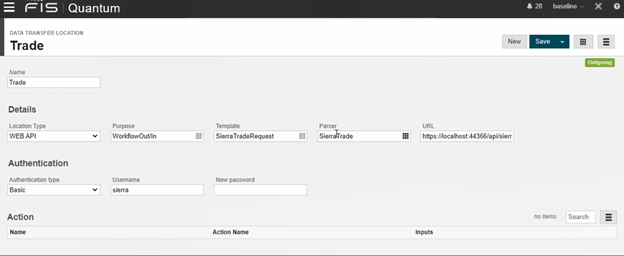 FIS Quantum 28 baseline
DATA TRANSFER LOCATION
Trade
New Save
Outgoing
Name
Trade
Details
Location Type Purpose Template Parser URL
WEB API WorkflowOut/In SierraTradeRequest SierraTrade https://localhost:44366/api/sierr
Authentication
Authentication type Username New password
Basic sierra
Action no items Search
Name Action Name Inputs